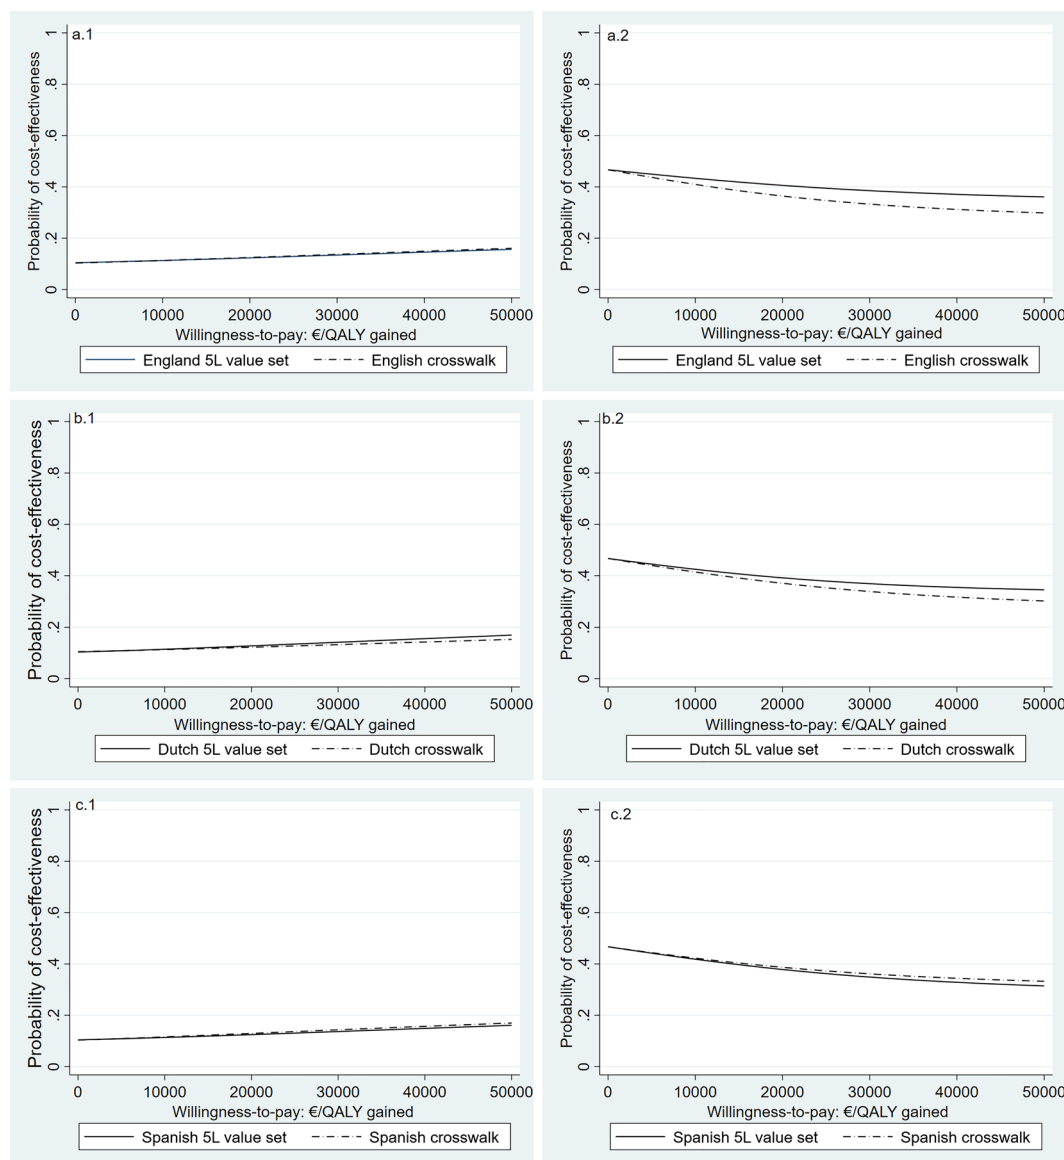 a.1
Probability of cost-effectiveness
1
.8
.6
.4
.2
0
0 10000 20000 30000 40000 50000
Willingness-to-pay: €/QALY gained
England 5L value set English crosswalk
a.2
Probability of cost-effectiveness
1
.8
.6
.4
.2
0
0 10000 20000 30000 40000 50000
Willingness-to-pay: €/QALY gained
England 5L value set English crosswalk
b.1
Probability of cost-effectiveness
1
.8
.6
.4
.2
0
0 10000 20000 30000 40000 50000
Willingness-to-pay: €/QALY gained
Dutch 5L value set Dutch crosswalk
b.2
Probability of cost-effectiveness
1
.8
.6
.4
.2
0
0 10000 20000 30000 40000 50000
Willingness-to-pay: €/QALY gained
Dutch 5L value set Dutch crosswalk
c.1
Probability of cost-effectiveness
1
.8
.6
.4
.2
0
0 10000 20000 30000 40000 50000
Willingness-to-pay: €/QALY gained
Spanish 5L value set Spanish crosswalk
c.2
Probability of cost-effectiveness
1
.8
.6
.4
.2
0
0 10000 20000 30000 40000 50000
Willingness-to-pay: €/QALY gained
Spanish 5L value set Spanish crosswalk